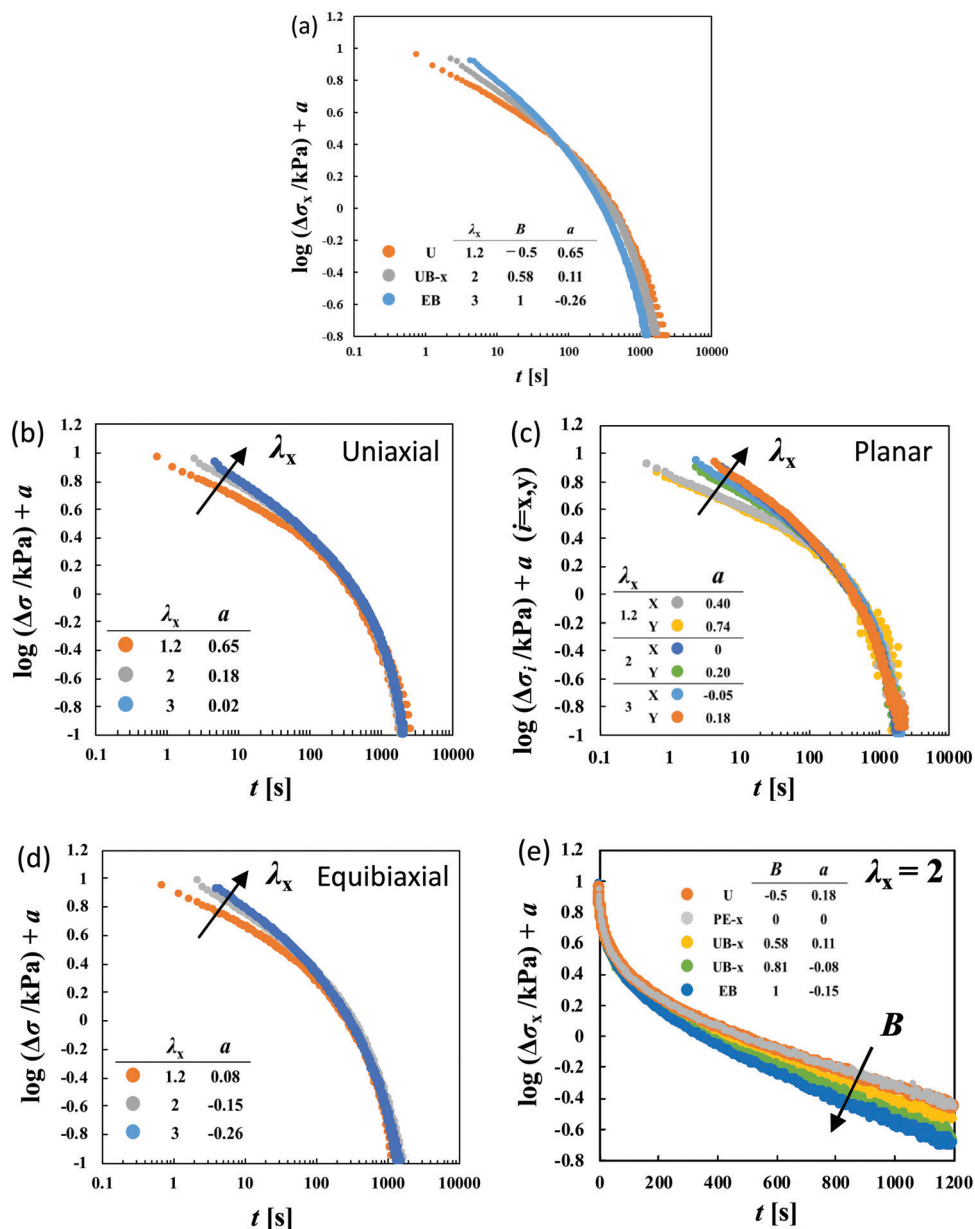 (a)
log (Δσx /kPa) + a
1.2
1
0.8
0.6
0.4
0.2
0
-0.2
-0.4
-0.6
-0.8
λx B a
U 1.2 −0.5 0.65
UB-x 2 0.58 0.11
EB 3 1 -0.26
0.1 1 10 100 1000 10000
t [s]
(b)
log (Δσ /kPa) + a
1.2
1
0.8
0.6
0.4
0.2
0
-0.2
-0.4
-0.6
-0.8
-1
λx
Uniaxial
λx a
1.2 0.65
2 0.18
3 0.02
0.1 1 10 100 1000 10000
t [s]
(c)
log (Δσi /kPa) + a (i=x,y)
1.2
1
0.8
0.6
0.4
0.2
0
-0.2
-0.4
-0.6
-0.8
-1
λx
Planar
λx a
1.2 X 0.40
Y 0.74
2 X 0
Y 0.20
3 X -0.05
Y 0.18
0.1 1 10 100 1000 10000
t [s]
(d)
log (Δσ /kPa) + a
1.2
1
0.8
0.6
0.4
0.2
0
-0.2
-0.4
-0.6
-0.8
-1
λx
Equibiaxial
λx a
1.2 0.08
2 -0.15
3 -0.26
0.1 1 10 100 1000 10000
t [s]
(e)
log (Δσx /kPa) + a
1.2
1
0.8
0.6
0.4
0.2
0
-0.2
-0.4
-0.6
-0.8
λx = 2
B a
U -0.5 0.18
PE-x 0 0
UB-x 0.58 0.11
UB-x 0.81 -0.08
EB 1 -0.15
B
0 200 400 600 800 1000 1200
t [s]